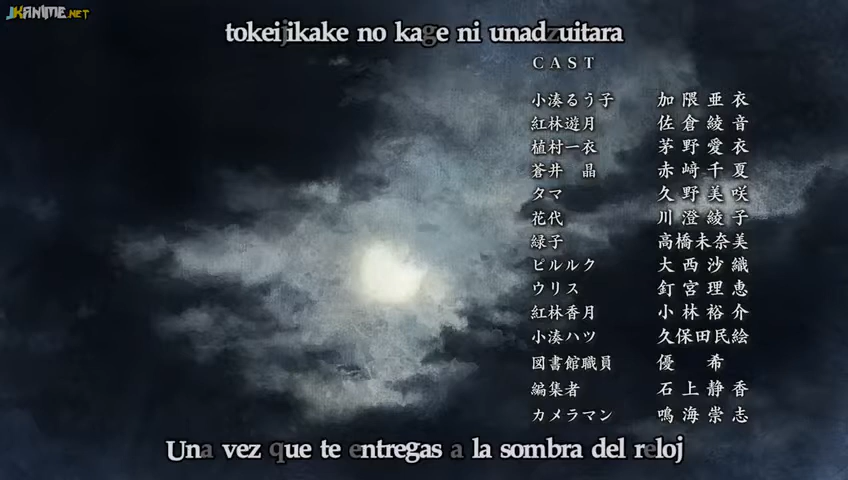 JKANIME.NET
tokeijikake no kage ni unadzuitara
CAST
小湊るう子 加隈亜衣
紅林遊月 佐倉綾音
植村一衣 茅野愛衣
蒼井 晶 赤﨑千夏
タマ 久野美咲
花代 川澄綾子
緑子 高橋未奈美
ピルルク 大西沙織
ウリス 釘宮理恵
紅林香月 小林裕介
小湊ハツ 久保田民絵
図書館職員 優 希
編集者 石上静香
カメラマン 鳴海崇志
Una vez que te entregas a la sombra del reloj